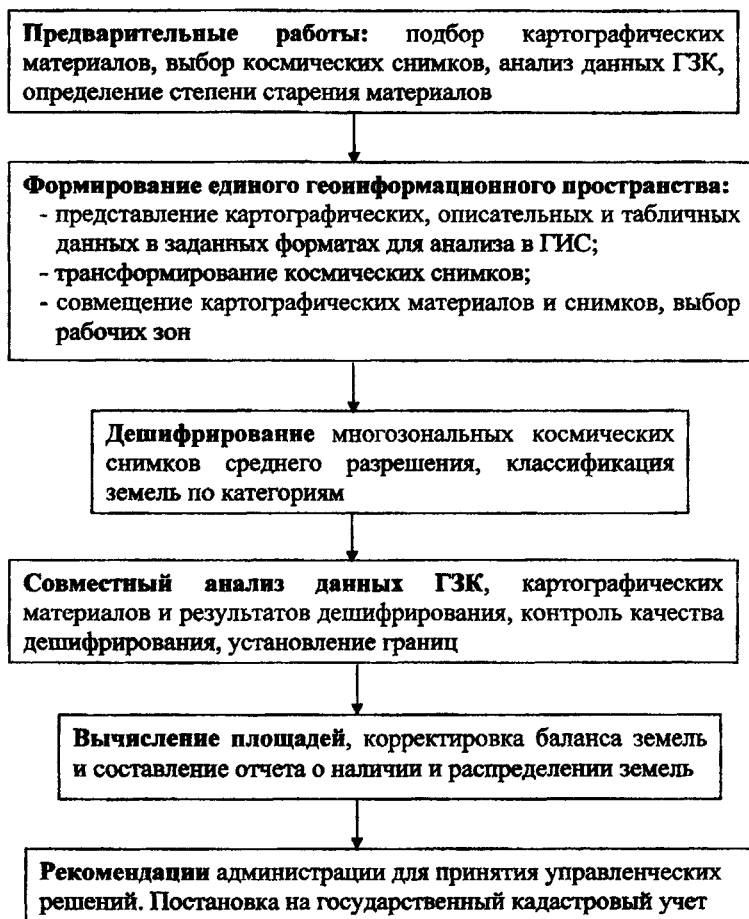 Предварительные работы: подбор картографических
материалов, выбор космических снимков, анализ данных ГЗК,
определение степени старения материалов
Формирование единого геоинформационного пространства:
- представление картографических, описательных и табличных
данных в заданных форматах для анализа в ГИС;
- трансформирование космических снимков;
- совмещение картографических материалов и снимков, выбор
рабочих зон
Дешифрирование многозональных космических
снимков среднего разрешения, классификация
земель по категориям
Совместный анализ данных ГЗК, картографических
материалов и результатов дешифрирования, контроль качества
дешифрирования, установление границ
Вычисление площадей, корректировка баланса земель
и составление отчета о наличии и распределении земель
Рекомендации администрации для принятия управленческих
решений. Постановка на государственный кадастровый учет